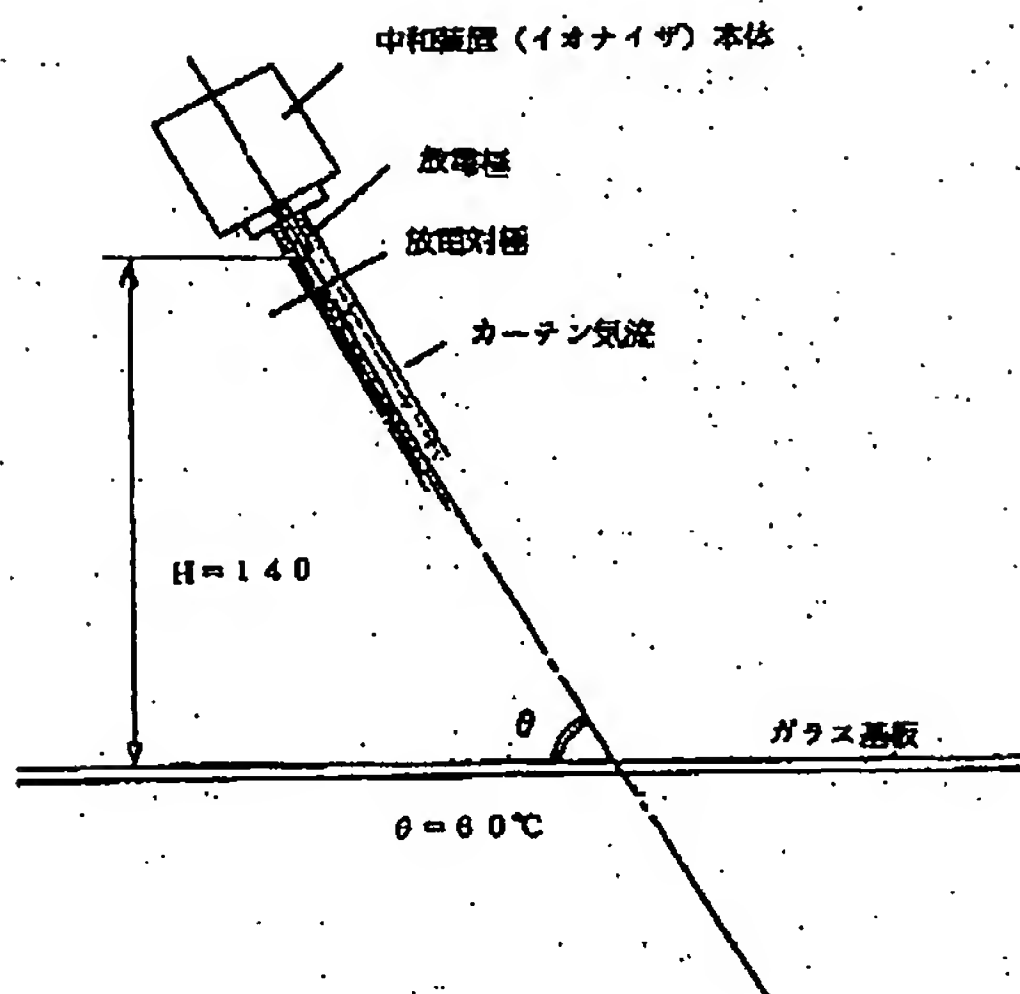 中和装置（イオナイザ）本体
放電極
放電対極
カーテン気流
H=140
θ
ガラス基板
θ=60℃